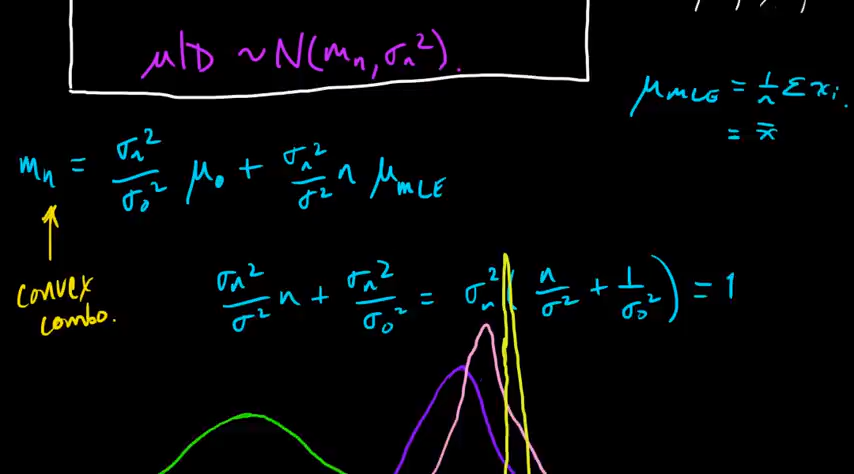 μ|D ~ N(mₙ, σₙ²).
μ_MLE = 1/n Σ xᵢ.
= x̄
mₙ = σₙ²/σ₀² μ₀ + σₙ²/σ² n μ_MLE
convex
combo.
σₙ²/σ² n + σₙ²/σ₀² = σₙ² ( n/σ² + 1/σ₀² ) = 1